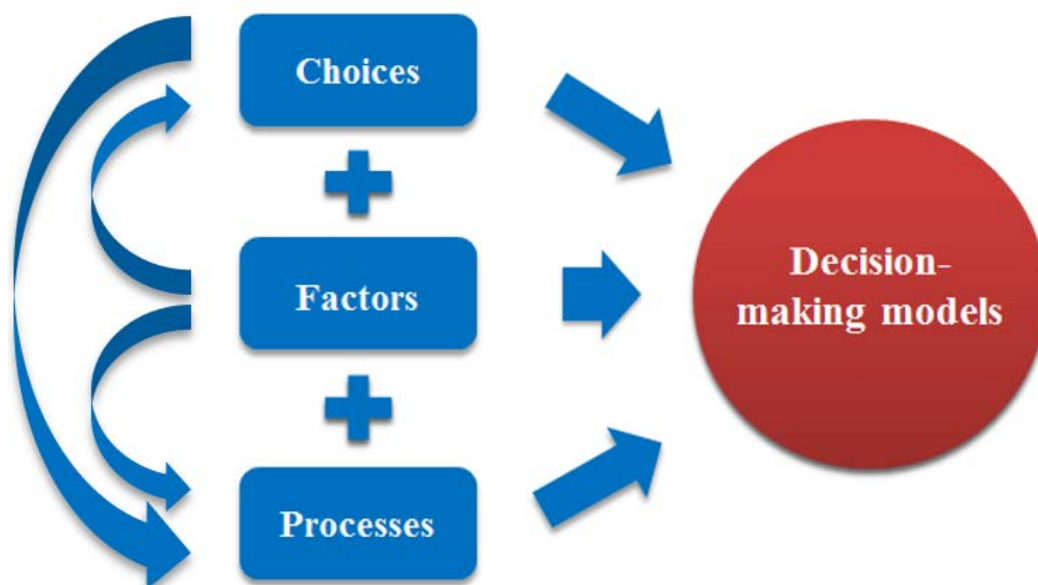 Choices
Factors
Processes
Decision-
making models